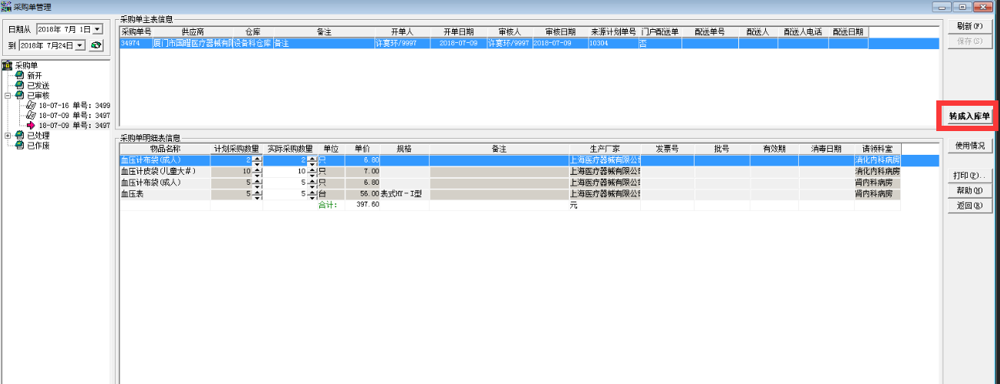 采购单管理
日期从 2018年 7月 1日
到 2018年 7月24日
采购单
新开
已发送
已审核
18-07-16 单号: 3499
18-07-09 单号: 3497
18-07-09 单号: 3497
已处理
已作废
采购单主表信息
采购单号 供应商 仓库 备注 开单人 开单日期 审核人 审核日期 来源计划单号 门户配送单 配送单号 配送人 配送人电话 配送日期
34974 厦门市国曜医疗器械有限 设备科仓库 备注 许寰环/9997 2018-07-09 许寰环/9997 2018-07-09 10304 否
采购单明细表信息
物品名称 计划采购数量 实际采购数量 单位 单价 规格 备注 生产厂家 发票号 批号 有效期 消毒日期 请领科室
血压计布袋(成人) 2 2 只 6.80 上海医疗器械有限公司 消化内科病房
血压计皮袋(儿童大#) 10 10 只 7.00 上海医疗器械有限公司 消化内科病房
血压计布袋(成人) 5 5 只 6.80 上海医疗器械有限公司 肾内科病房
血压表 5 5 台 56.00 表式HY-I型 上海医疗器械有限公司 肾内科病房
合计: 397.60 元
刷新(F)
保存(S)
转成入库单
使用情况
打印(P)..
帮助(H)
返回(R)